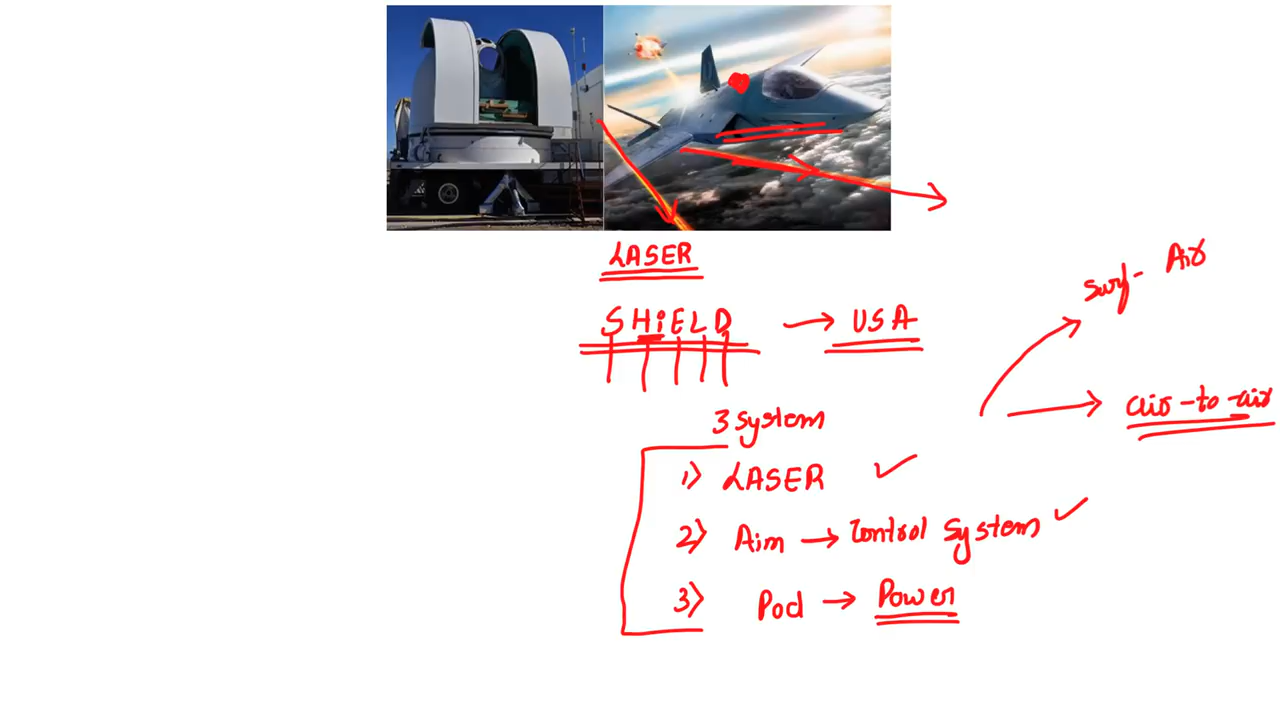 LASER
SHiELD → USA
Surf- Air
air-to-air
3 System
1) LASER ✓
2) Aim → Control System ✓
3) Pod → Power